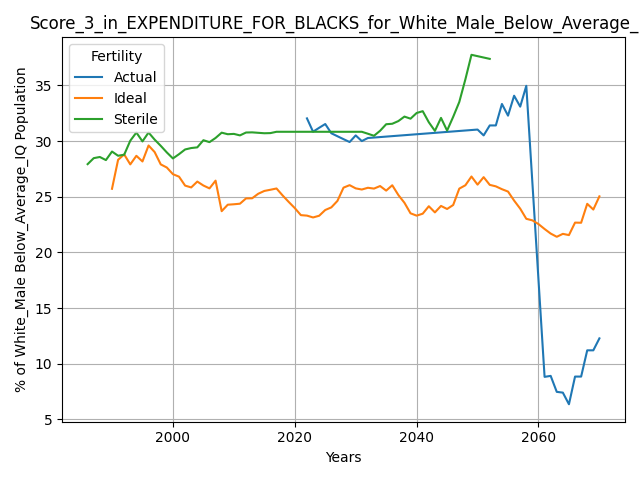 Score_3_in_EXPENDITURE_FOR_BLACKS_for_White_Male_Below_Average_
Fertility
Actual
Ideal
Sterile
% of White_Male Below_Average_IQ Population
35
30
25
20
15
10
5
2000
2020
2040
2060
Years